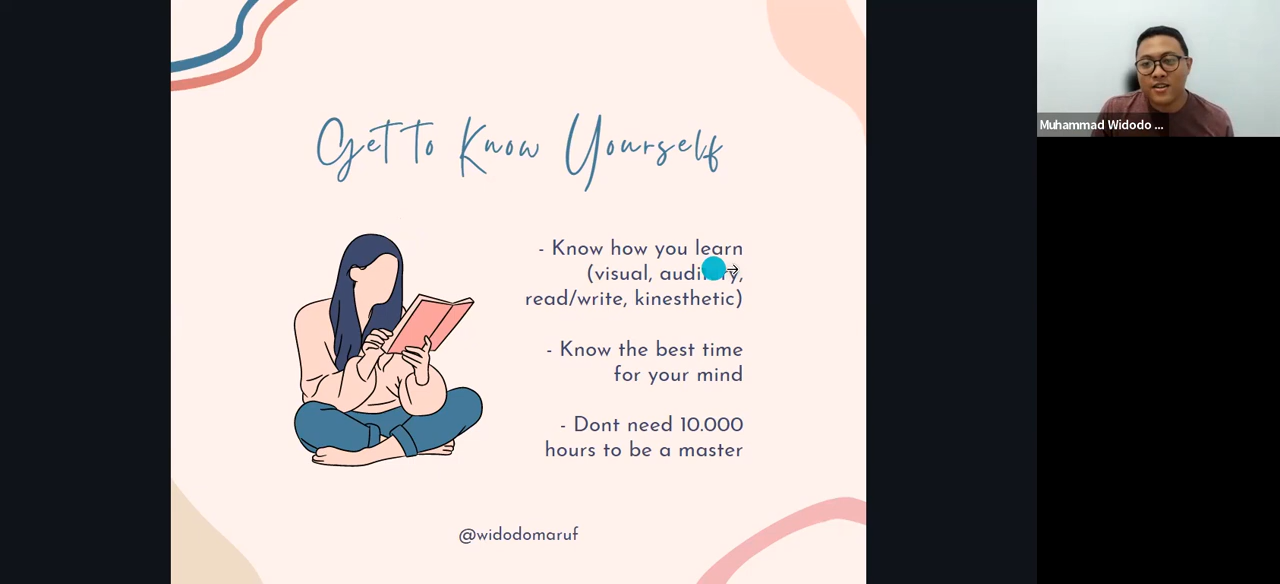 Get To Know Yourself
- Know how you learn
(visual, auditory,
read/write, kinesthetic)
- Know the best time
for your mind
- Dont need 10.000
hours to be a master
@widodomaruf
Muhammad Widodo ...